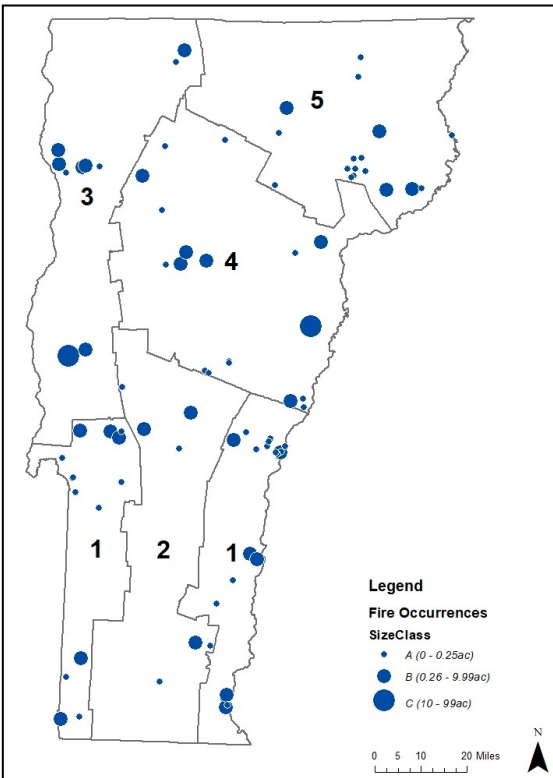 5
3
4
1
2
1
Legend
Fire Occurrences
SizeClass
A (0 - 0.25ac)
B (0.26 - 9.99ac)
C (10 - 99ac)
N
0 5 10 20 Miles